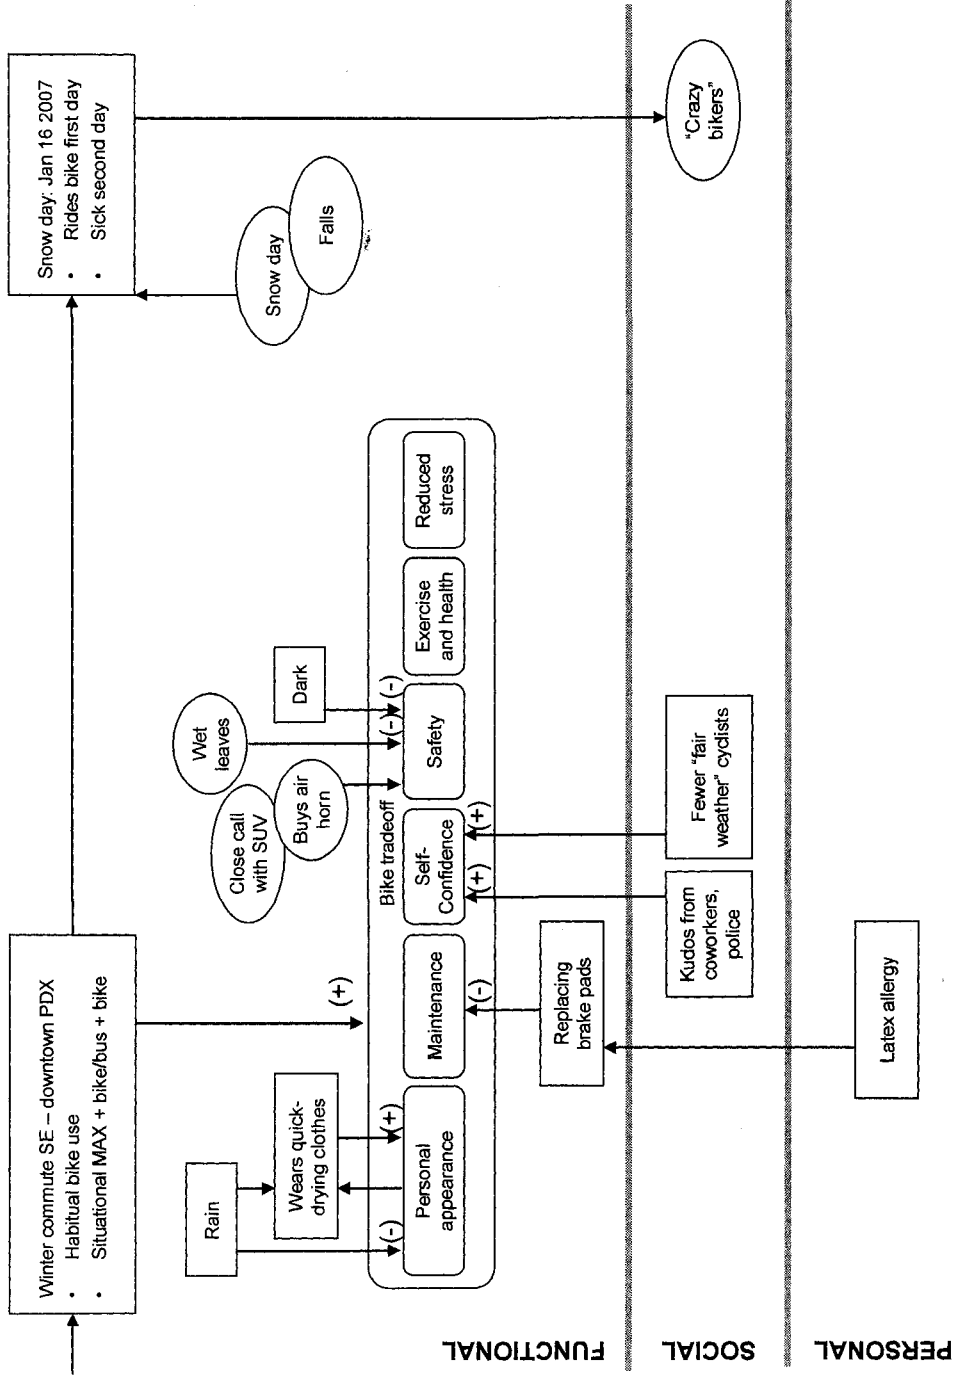 Winter commute SE – downtown PDX
• Habitual bike use
• Situational MAX + bike/bus + bike
Snow day: Jan 16 2007
• Rides bike first day
• Sick second day
Rain
Wears quick-
drying clothes
Close call
with SUV
Buys air
horn
Wet
leaves
Dark
Snow day
Falls
(+)
Bike tradeoff
(-)
(+)
(-)
(-)
Personal
appearance
Maintenance
Self-
Confidence
Safety
Exercise
and health
Reduced
stress
(-)
(+)
(+)
Replacing
brake pads
FUNCTIONAL
Kudos from
coworkers,
police
Fewer "fair
weather" cyclists
"Crazy
bikers"
SOCIAL
Latex allergy
PERSONAL